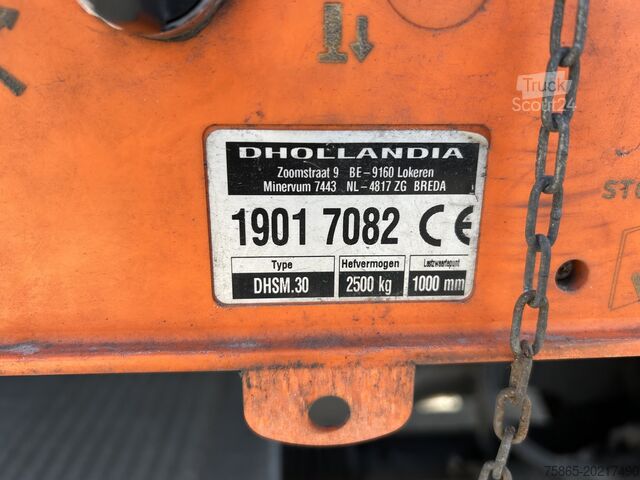 Truck
Scout24
DHOLLANDIA
Zoomstraat 9 BE-9160 Lokeren
Minervum 7443 NL-4817 ZG BREDA
1901 7082 CE
Type Hefvermogen Lastzwaartepunt
DHSM.30 2500 kg 1000 mm
75865-20217490